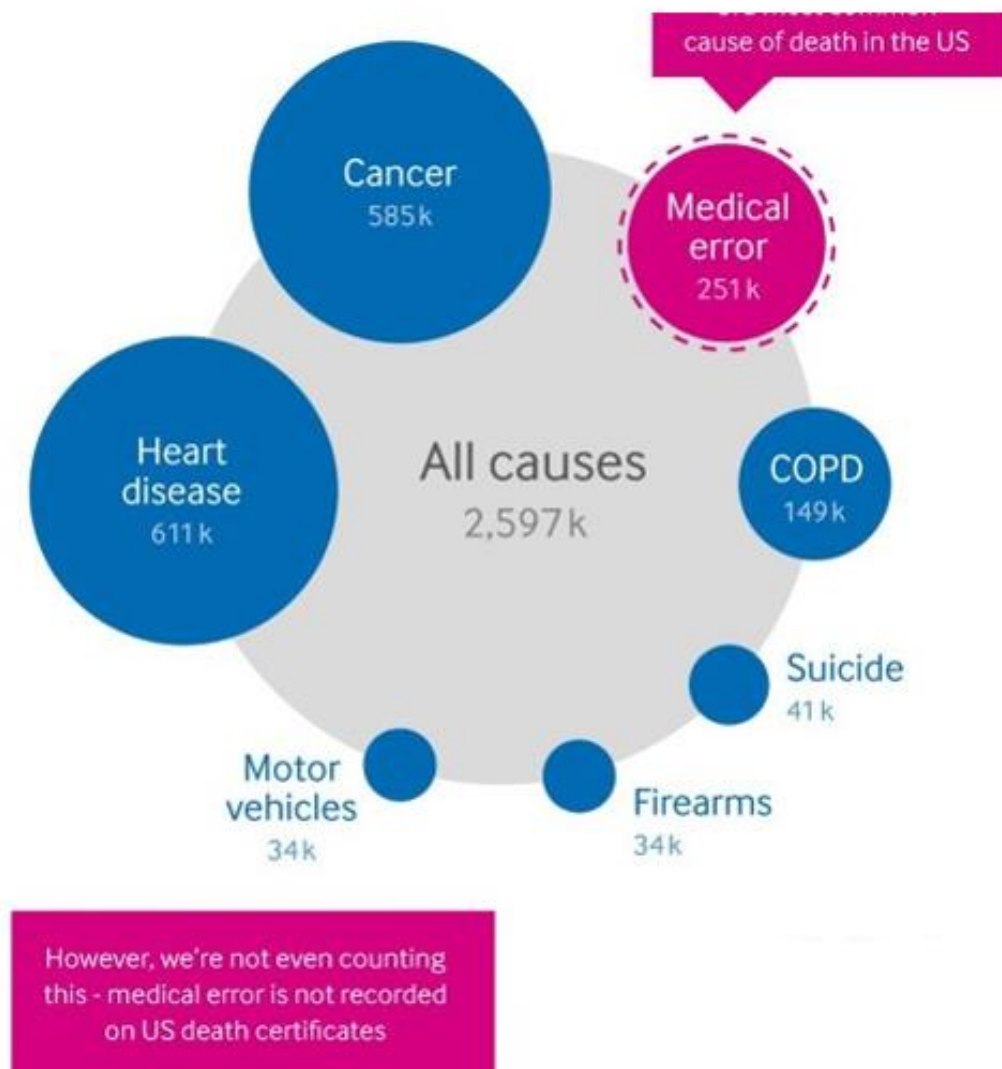 cause of death in the US
Cancer
585k
Medical
error
251k
Heart
disease
611k
All causes
2,597k
COPD
149k
Suicide
41k
Motor
vehicles
34k
Firearms
34k
However, we're not even counting
this - medical error is not recorded
on US death certificates